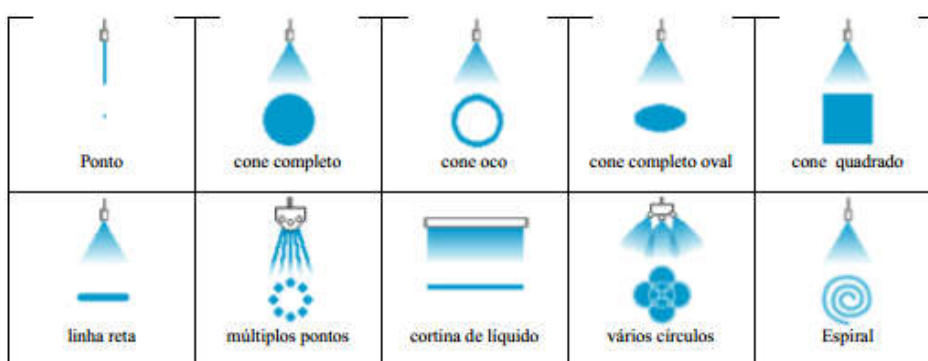 Ponto
cone completo
cone oco
cone completo oval
cone quadrado
linha reta
múltiplos pontos
cortina de líquido
vários círculos
Espiral